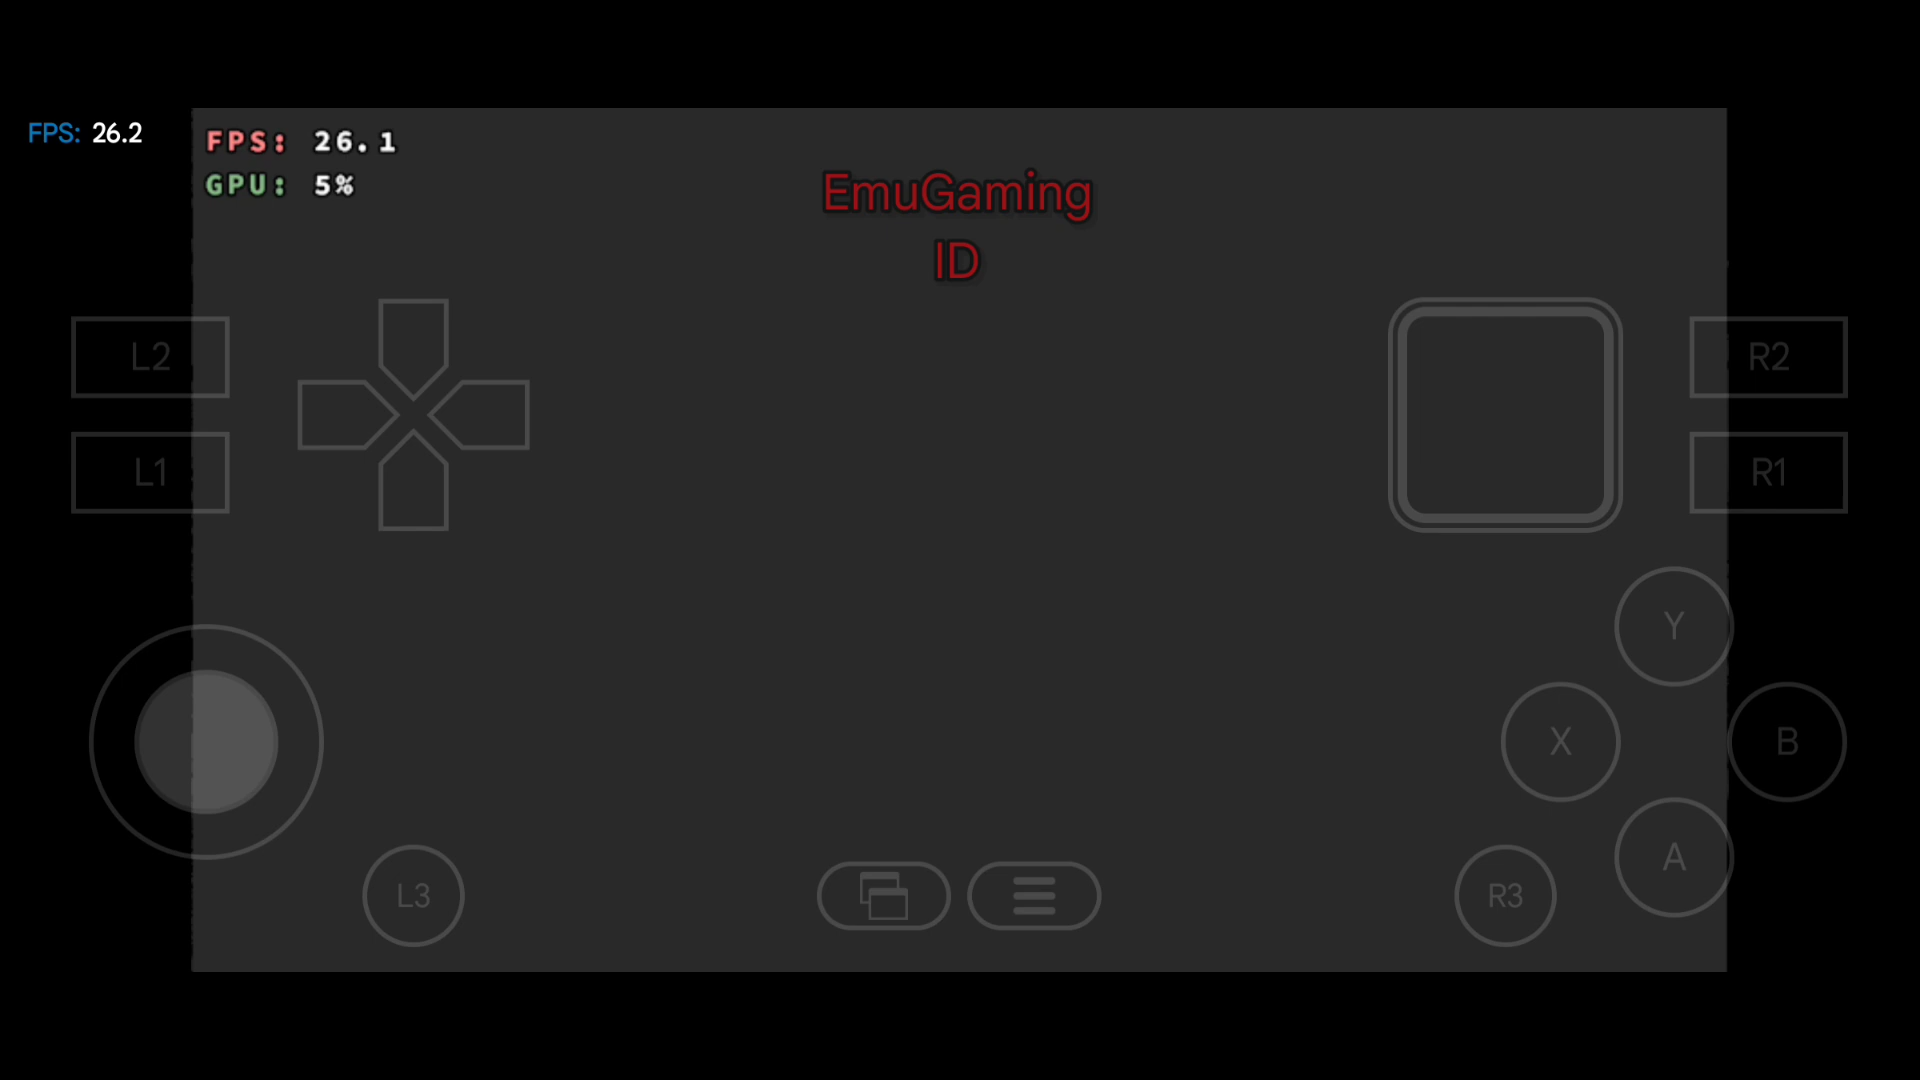 FPS: 26.2
FPS: 26.1
GPU: 5%
EmuGaming
ID
L2
R2
L1
R1
Y
X
B
A
L3
R3